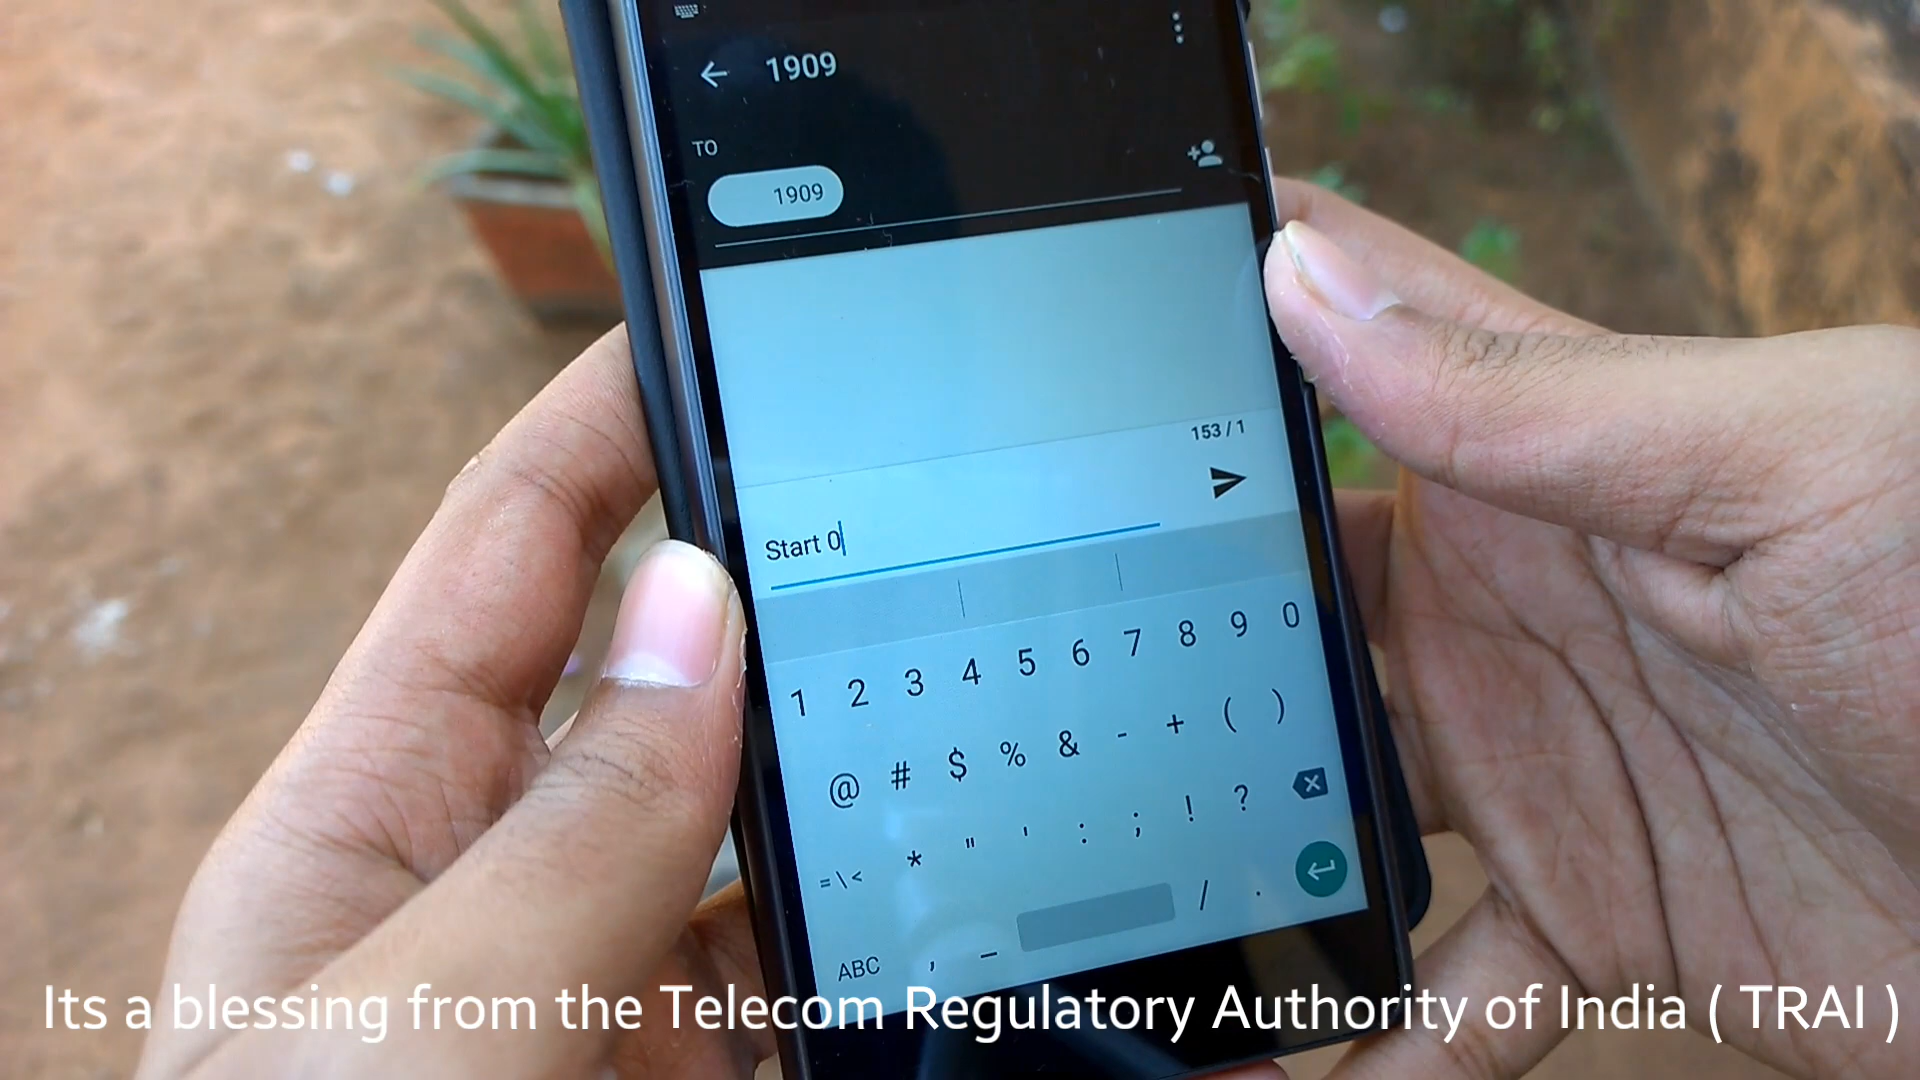 1909
TO
1909
153 / 1
Start 0
1 2 3 4 5 6 7 8 9 0
@ # $ % & - + ( )
=\< * " ' : ; ! ?
ABC , _ / .
Its a blessing from the Telecom Regulatory Authority of India ( TRAI )